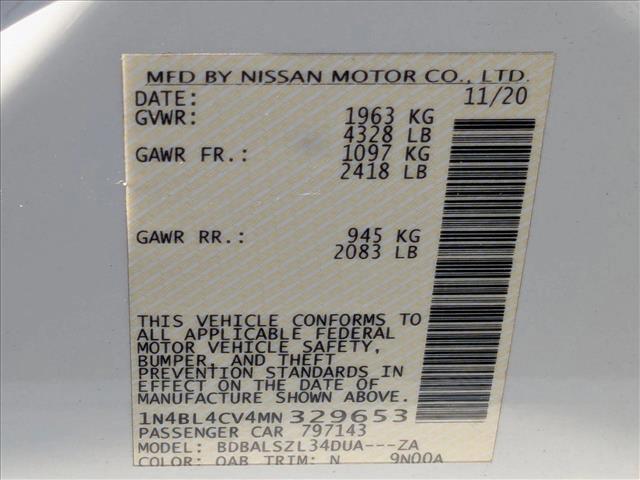 MFD BY NISSAN MOTOR CO., LTD.
DATE: 11/20
GVWR: 1963 KG
4328 LB
GAWR FR.: 1097 KG
2418 LB
GAWR RR.: 945 KG
2083 LB
THIS VEHICLE CONFORMS TO
ALL APPLICABLE FEDERAL
MOTOR VEHICLE SAFETY,
BUMPER, AND THEFT
PREVENTION STANDARDS IN
EFFECT ON THE DATE OF
MANUFACTURE SHOWN ABOVE.
1N4BL4CV4MN329653
PASSENGER CAR 797143
MODEL: BDBALSZL34DUA---ZA
COLOR: QAB TRIM: N 9N00A